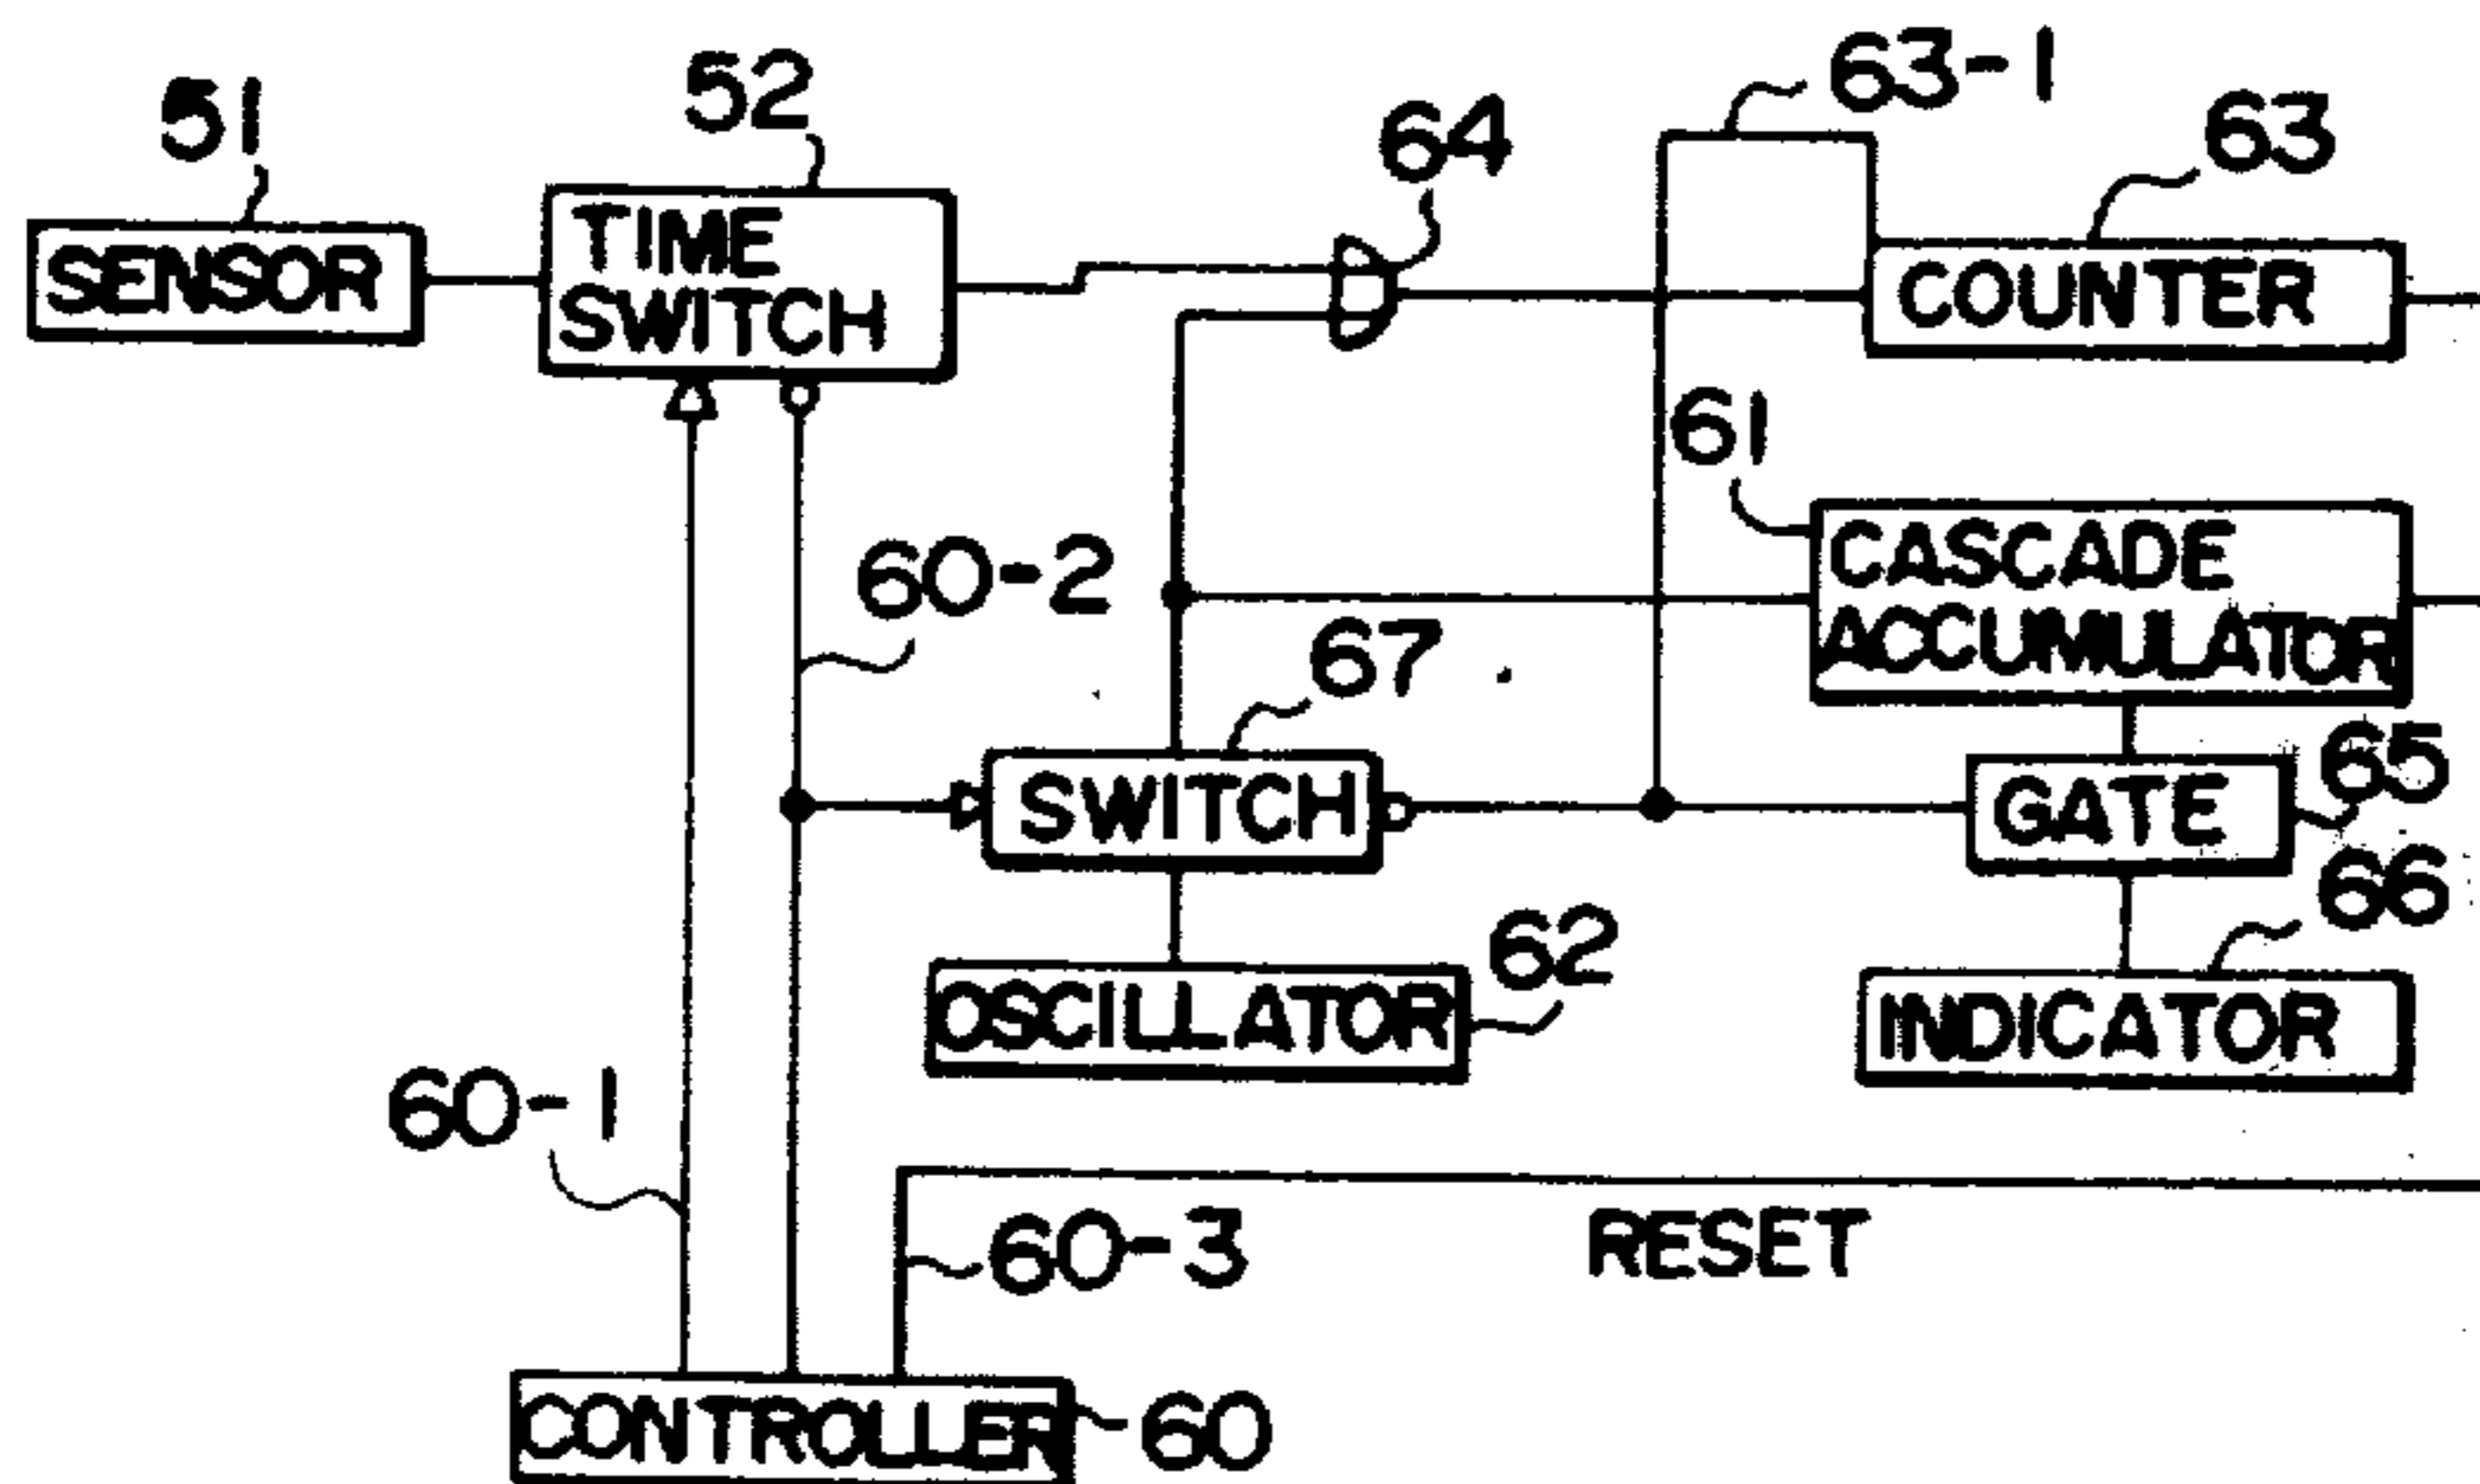 51
52
64
63-1
63
SENSOR
TIME
SWITCH
COUNTER
61
60-2
CASCADE
ACCUMULATOR
67
65
SWITCH
GATE
62
66
OSCILLATOR
INDICATOR
60-1
60-3
RESET
CONTROLLER
60